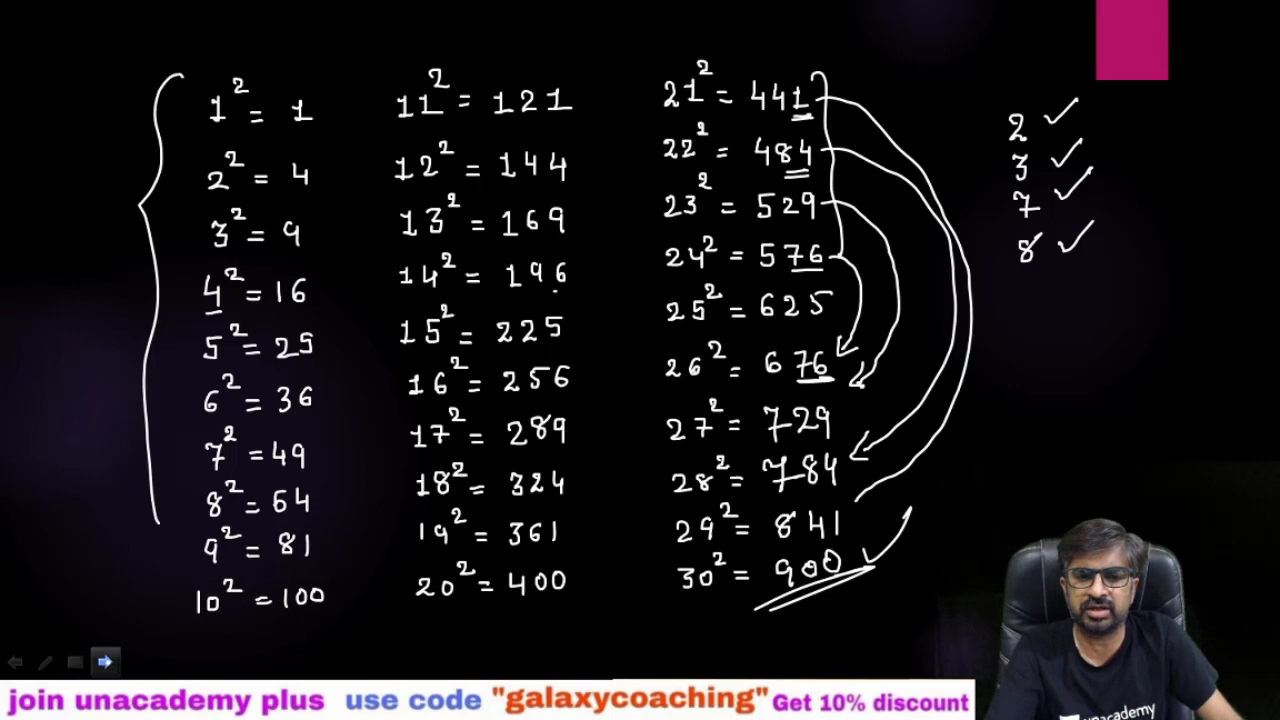 1² = 1
2² = 4
3² = 9
4² = 16
5² = 25
6² = 36
7² = 49
8² = 64
9² = 81
10² = 100
11² = 121
12² = 144
13² = 169
14² = 196
15² = 225
16² = 256
17² = 289
18² = 324
19² = 361
20² = 400
21² = 441
22² = 484
23² = 529
24² = 576
25² = 625
26² = 676
27² = 729
28² = 784
29² = 841
30² = 900
2 ✓
3 ✓
7 ✓
8 ✓
unacademy
join unacademy plus use code "galaxycoaching" Get 10% discount